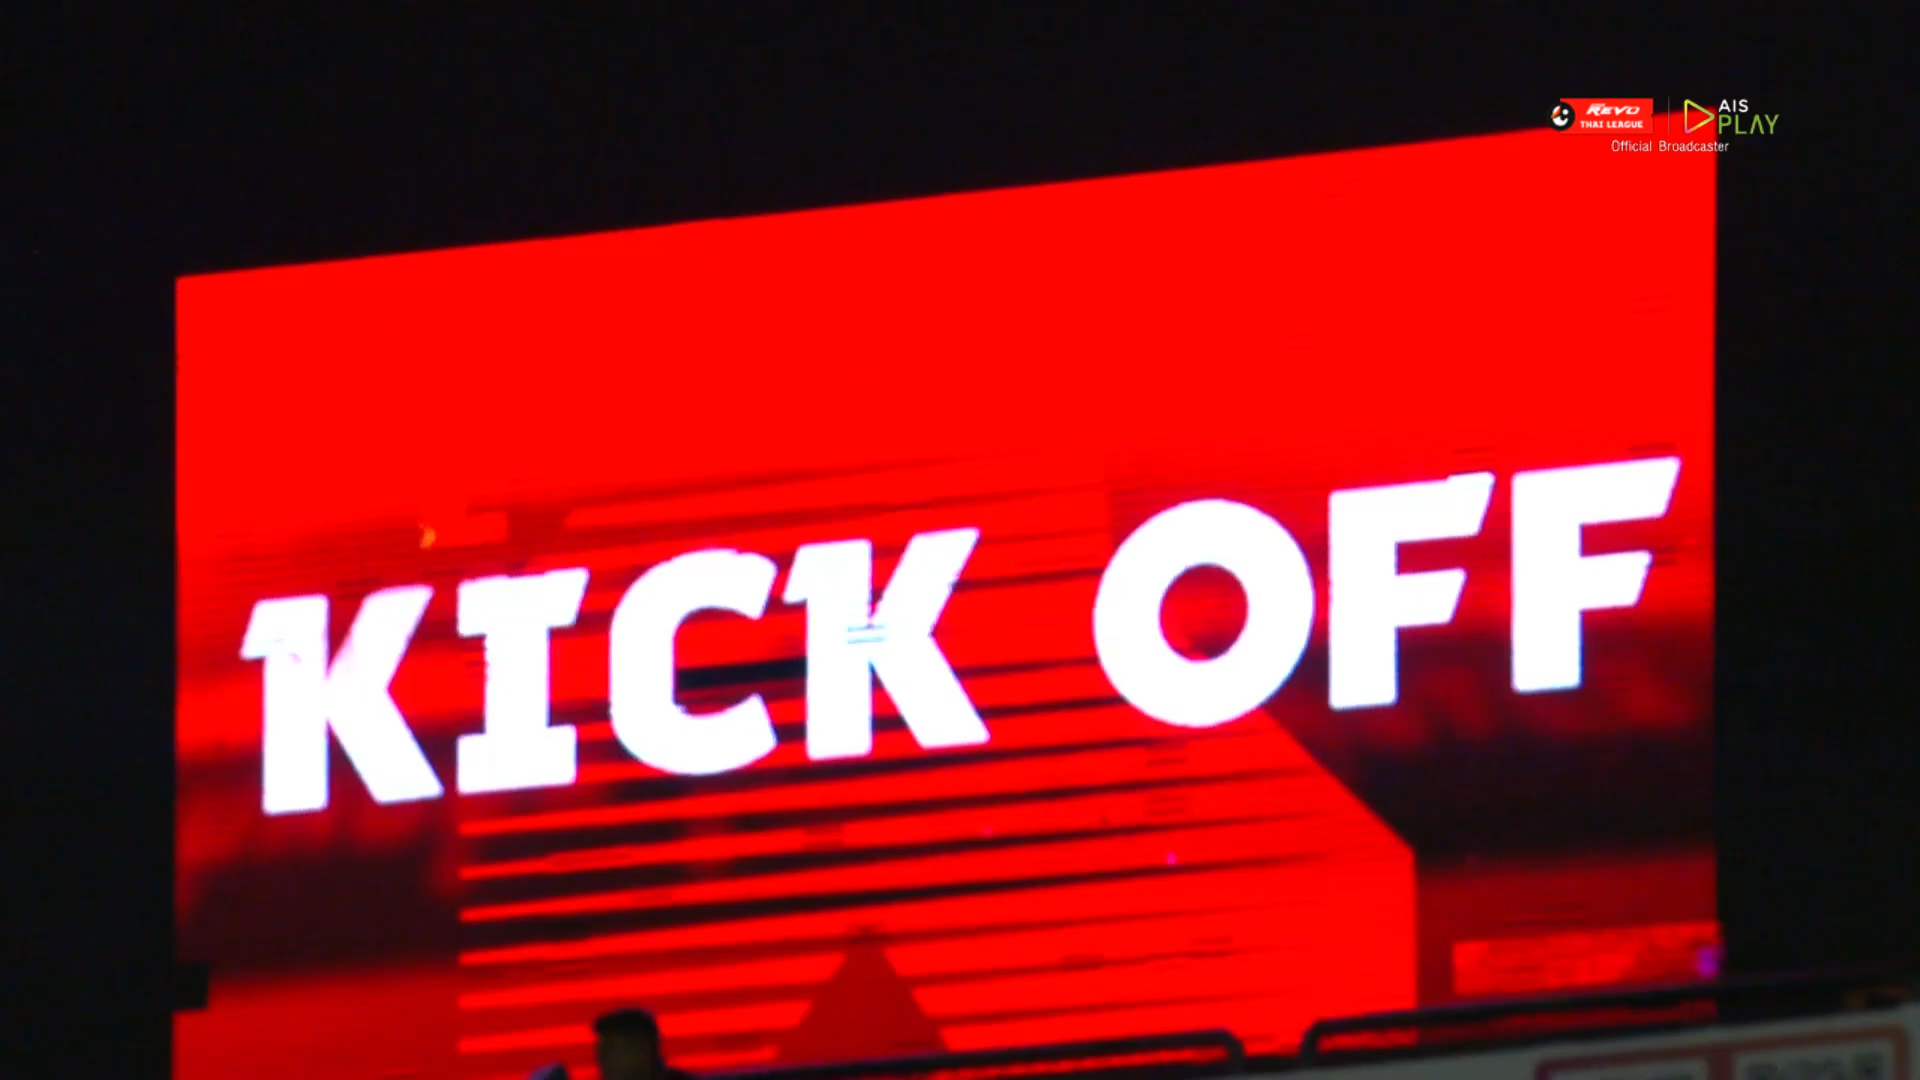 REVO
THAI LEAGUE
AIS
PLAY
Official Broadcaster
KICK OFF